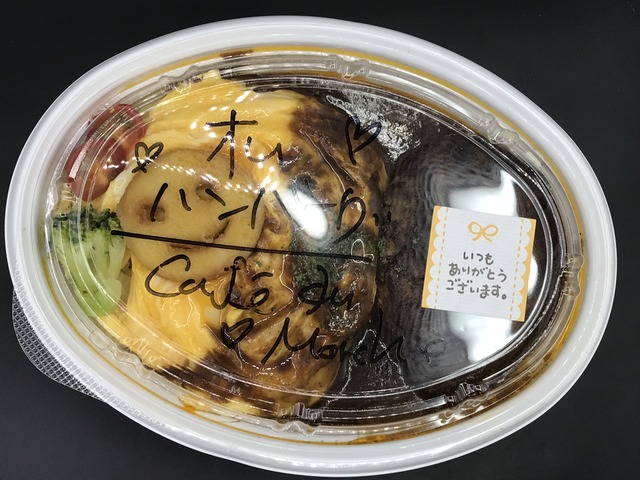 オム
ハンバーグ
Café du
March
いつも
ありがとう
ございます。